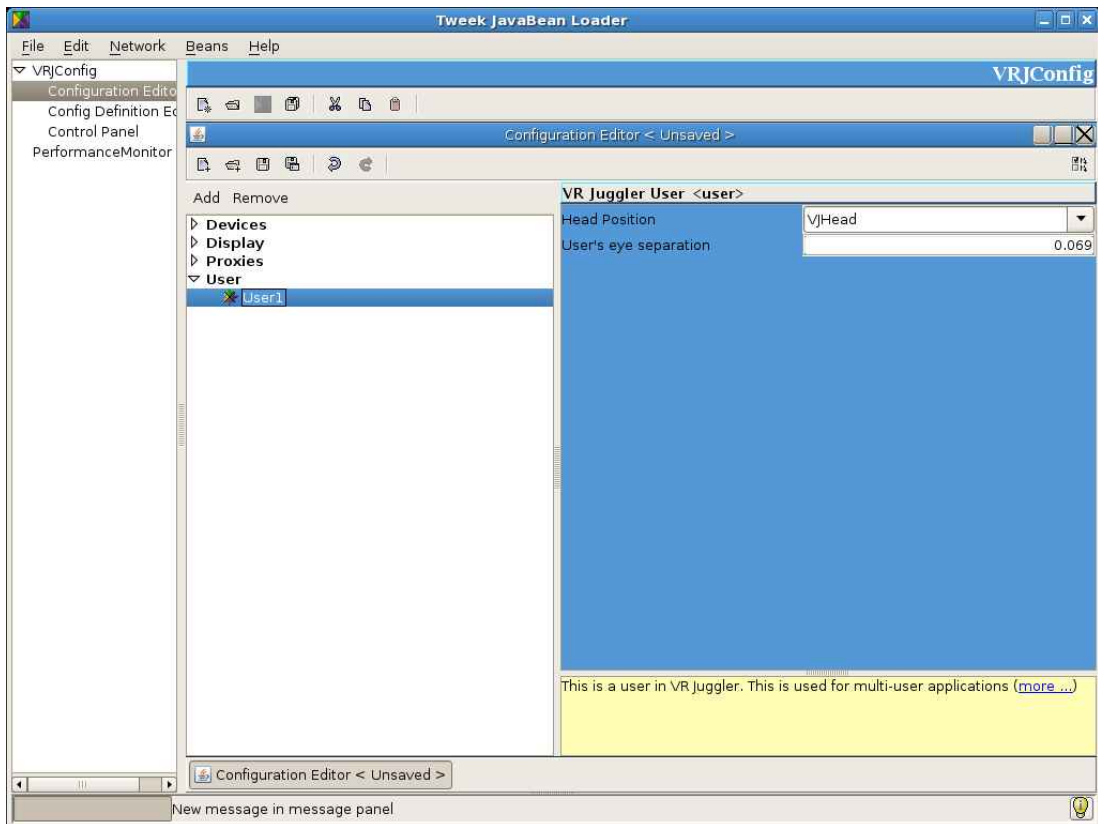 Tweek JavaBean Loader
File Edit Network Beans Help
VRJConfig
Configuration Edito
Config Definition Ec
Control Panel
PerformanceMonitor
VRJConfig
Configuration Editor < Unsaved >
Add Remove
Devices
Display
Proxies
User
User1
VR Juggler User <user>
Head Position VJHead
User's eye separation 0.069
This is a user in VR Juggler. This is used for multi-user applications (more ...)
Configuration Editor < Unsaved >
New message in message panel